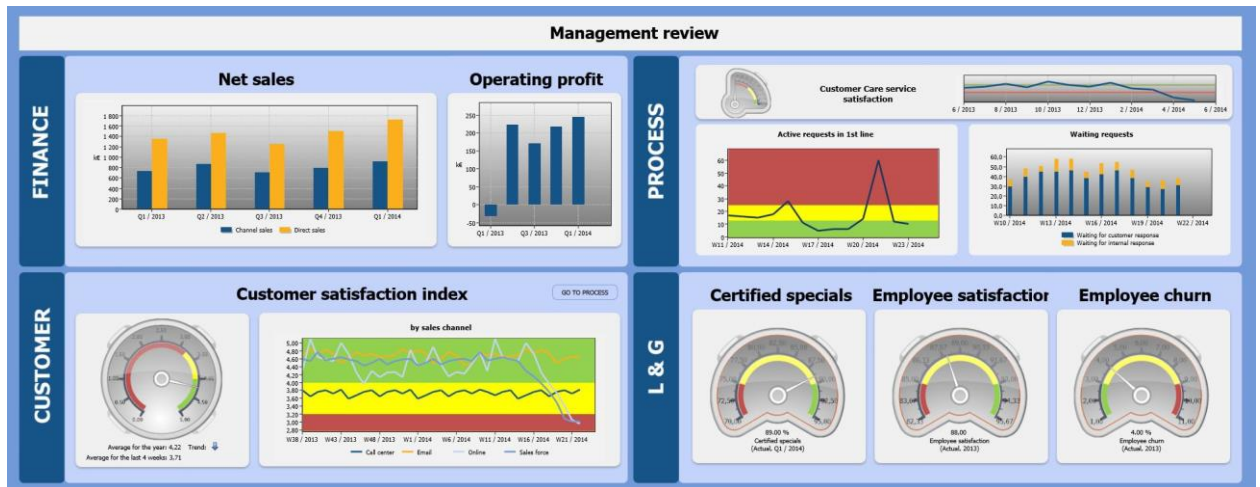 Management review
FINANCE
Net sales
1 800
1 600
1 400
1 200
1 000
800
600
400
200
0
Q1 / 2013
Q2 / 2013
Q3 / 2013
Q4 / 2013
Q1 / 2014
Channel sales
Direct sales
Operating profit
250
200
150
100
50
0
-50
Q1 / 2013
Q3 / 2013
Q1 / 2014
PROCESS
Customer Care service
satisfaction
6 / 2013
8 / 2013
10 / 2013
12 / 2013
2 / 2014
4 / 2014
6 / 2014
Active requests in 1st line
60
50
40
30
20
10
0
W11 / 2014
W14 / 2014
W17 / 2014
W20 / 2014
W23 / 2014
Waiting requests
60,0
50,0
40,0
30,0
20,0
10,0
0,0
W10 / 2014
W13 / 2014
W16 / 2014
W19 / 2014
W22 / 2014
Waiting for customer response
Waiting for internal response
CUSTOMER
Customer satisfaction index
GO TO PROCESS
Average for the year: 4,22 Trend:
Average for the last 4 weeks: 3,71
by sales channel
5,00
4,80
4,60
4,40
4,20
4,00
3,80
3,60
3,40
3,20
3,00
2,80
W38 / 2013
W43 / 2013
W48 / 2013
W1 / 2014
W6 / 2014
W11 / 2014
W16 / 2014
W21 / 2014
Call center
Email
Online
Sales force
L & G
Certified specials
89.00 %
Certified specials
(Actual, Q1 / 2014)
Employee satisfaction
88.00
Employee satisfaction
(Actual, 2013)
Employee churn
4.00 %
Employee churn
(Actual, 2013)